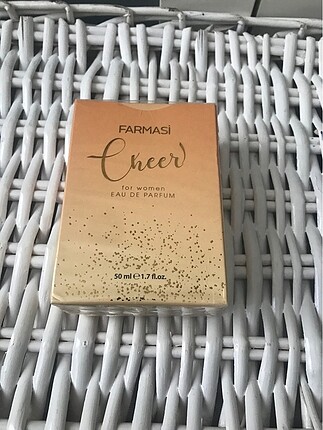 FARMASİ
Cheer
for women
EAU DE PARFUM
50 ml ℮ 1.7 fl.oz.